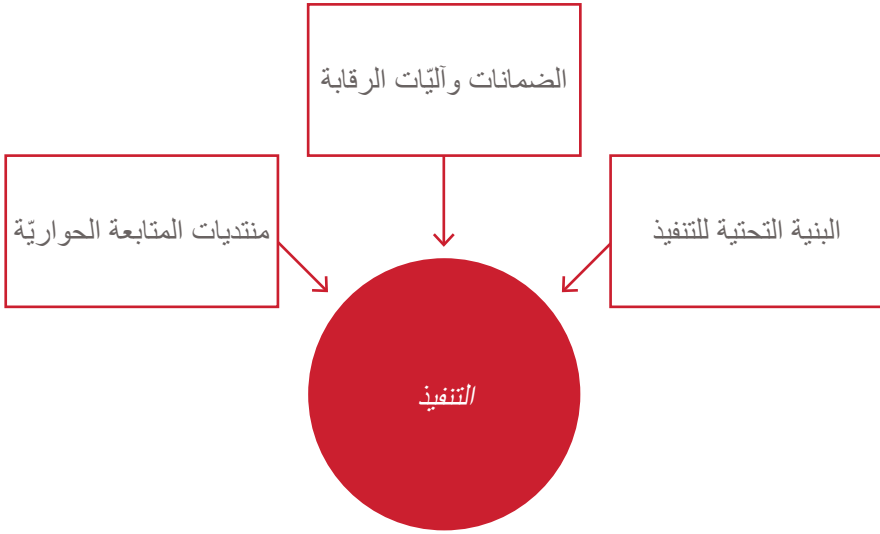 الضمانات وآليّات الرقابة
البنية التحتية للتنفيذ
منتديات المتابعة الحواريّة
التنفيذ